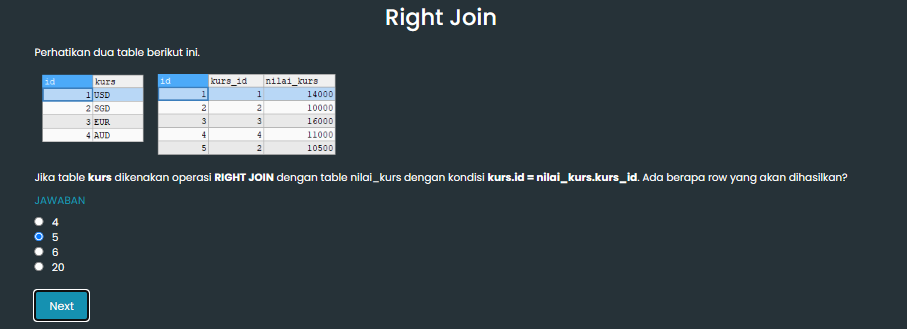 Right Join
Perhatikan dua table berikut ini.
id kurs
1 USD
2 SGD
3 EUR
4 AUD
id kurs_id nilai_kurs
1 1 14000
2 2 10000
3 3 16000
4 4 11000
5 2 10500
Jika table kurs dikenakan operasi RIGHT JOIN dengan table nilai_kurs dengan kondisi kurs.id = nilai_kurs.kurs_id. Ada berapa row yang akan dihasilkan?
JAWABAN
4
5
6
20
Next